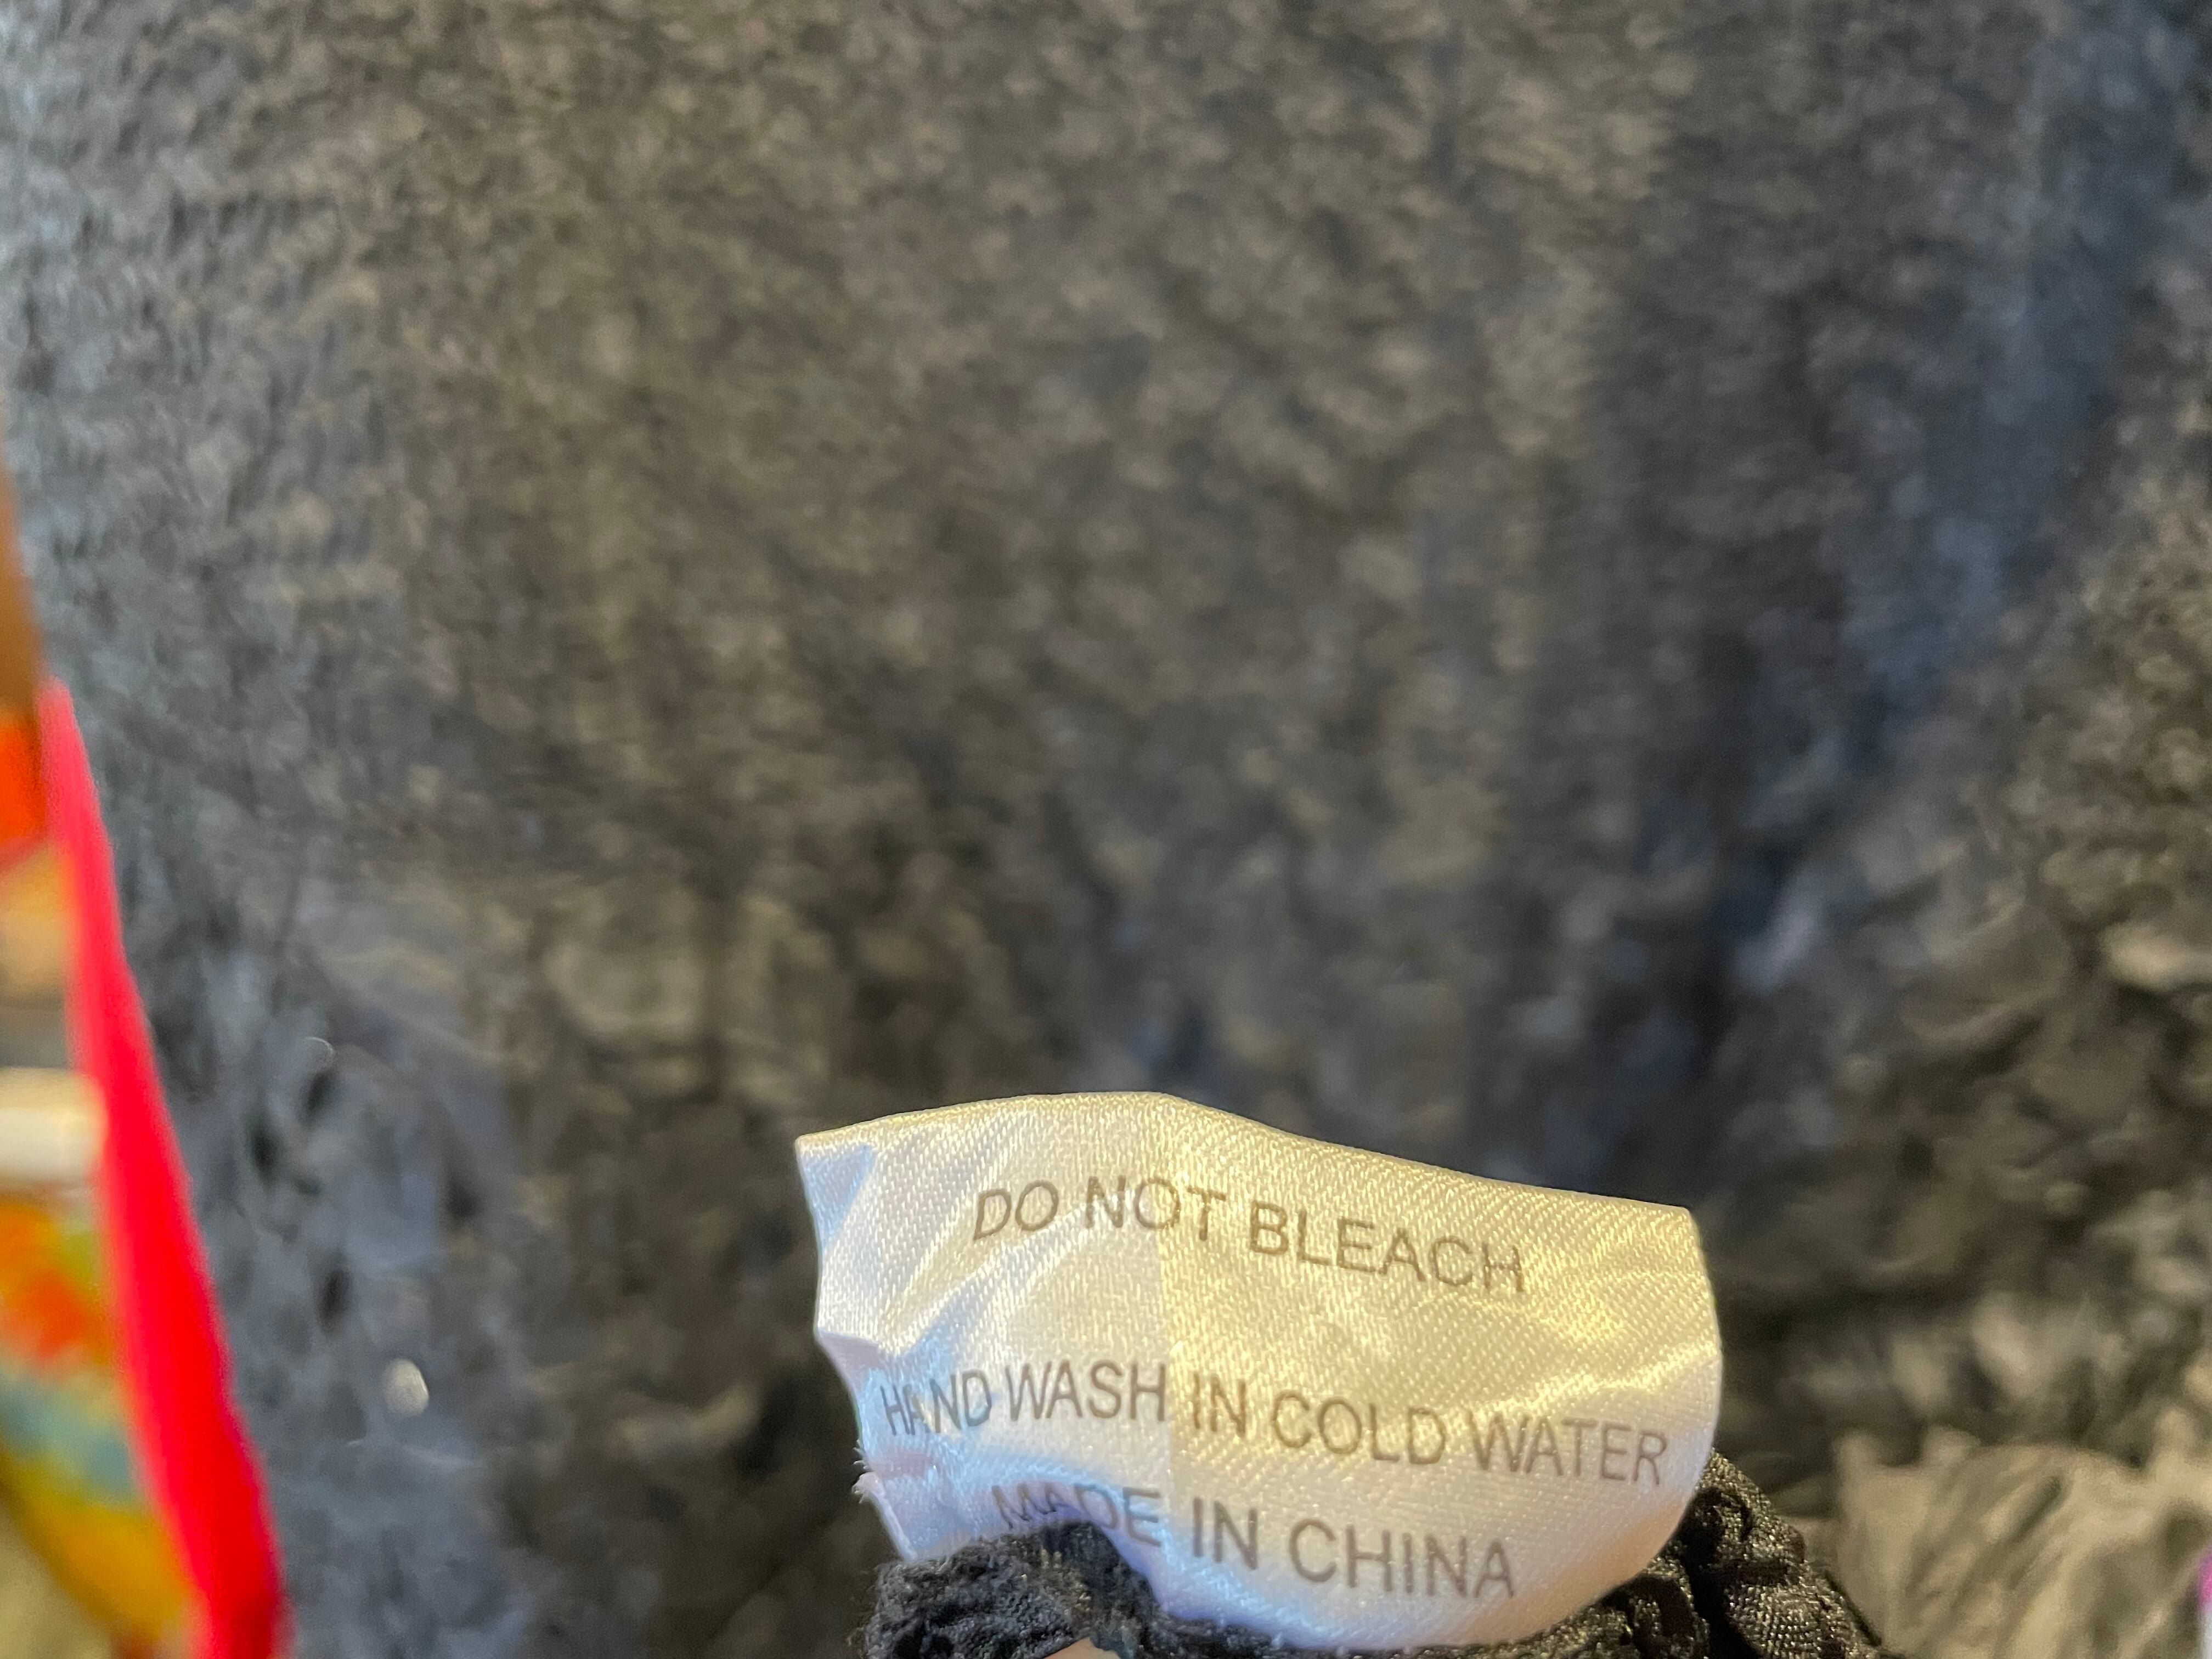 DO NOT BLEACH
HAND WASH IN COLD WATER
MADE IN CHINA